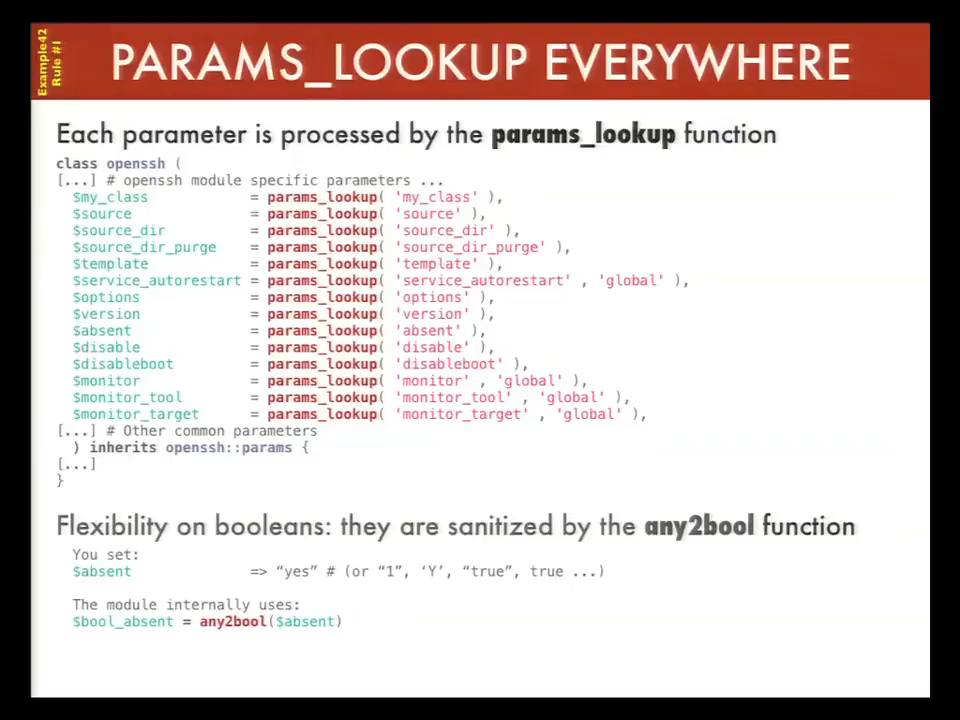 Example42
Rule #1
PARAMS_LOOKUP EVERYWHERE
Each parameter is processed by the params_lookup function
class openssh (
[...] # openssh module specific parameters ...
$my_class = params_lookup( 'my_class' ),
$source = params_lookup( 'source' ),
$source_dir = params_lookup( 'source_dir' ),
$source_dir_purge = params_lookup( 'source_dir_purge' ),
$template = params_lookup( 'template' ),
$service_autorestart = params_lookup( 'service_autorestart' , 'global' ),
$options = params_lookup( 'options' ),
$version = params_lookup( 'version' ),
$absent = params_lookup( 'absent' ),
$disable = params_lookup( 'disable' ),
$disableboot = params_lookup( 'disableboot' ),
$monitor = params_lookup( 'monitor' , 'global' ),
$monitor_tool = params_lookup( 'monitor_tool' , 'global' ),
$monitor_target = params_lookup( 'monitor_target' , 'global' ),
[...] # Other common parameters
) inherits openssh::params {
[...]
}
Flexibility on booleans: they are sanitized by the any2bool function
You set:
$absent => “yes” # (or “1”, ‘Y’, “true”, true ...)
The module internally uses:
$bool_absent = any2bool($absent)